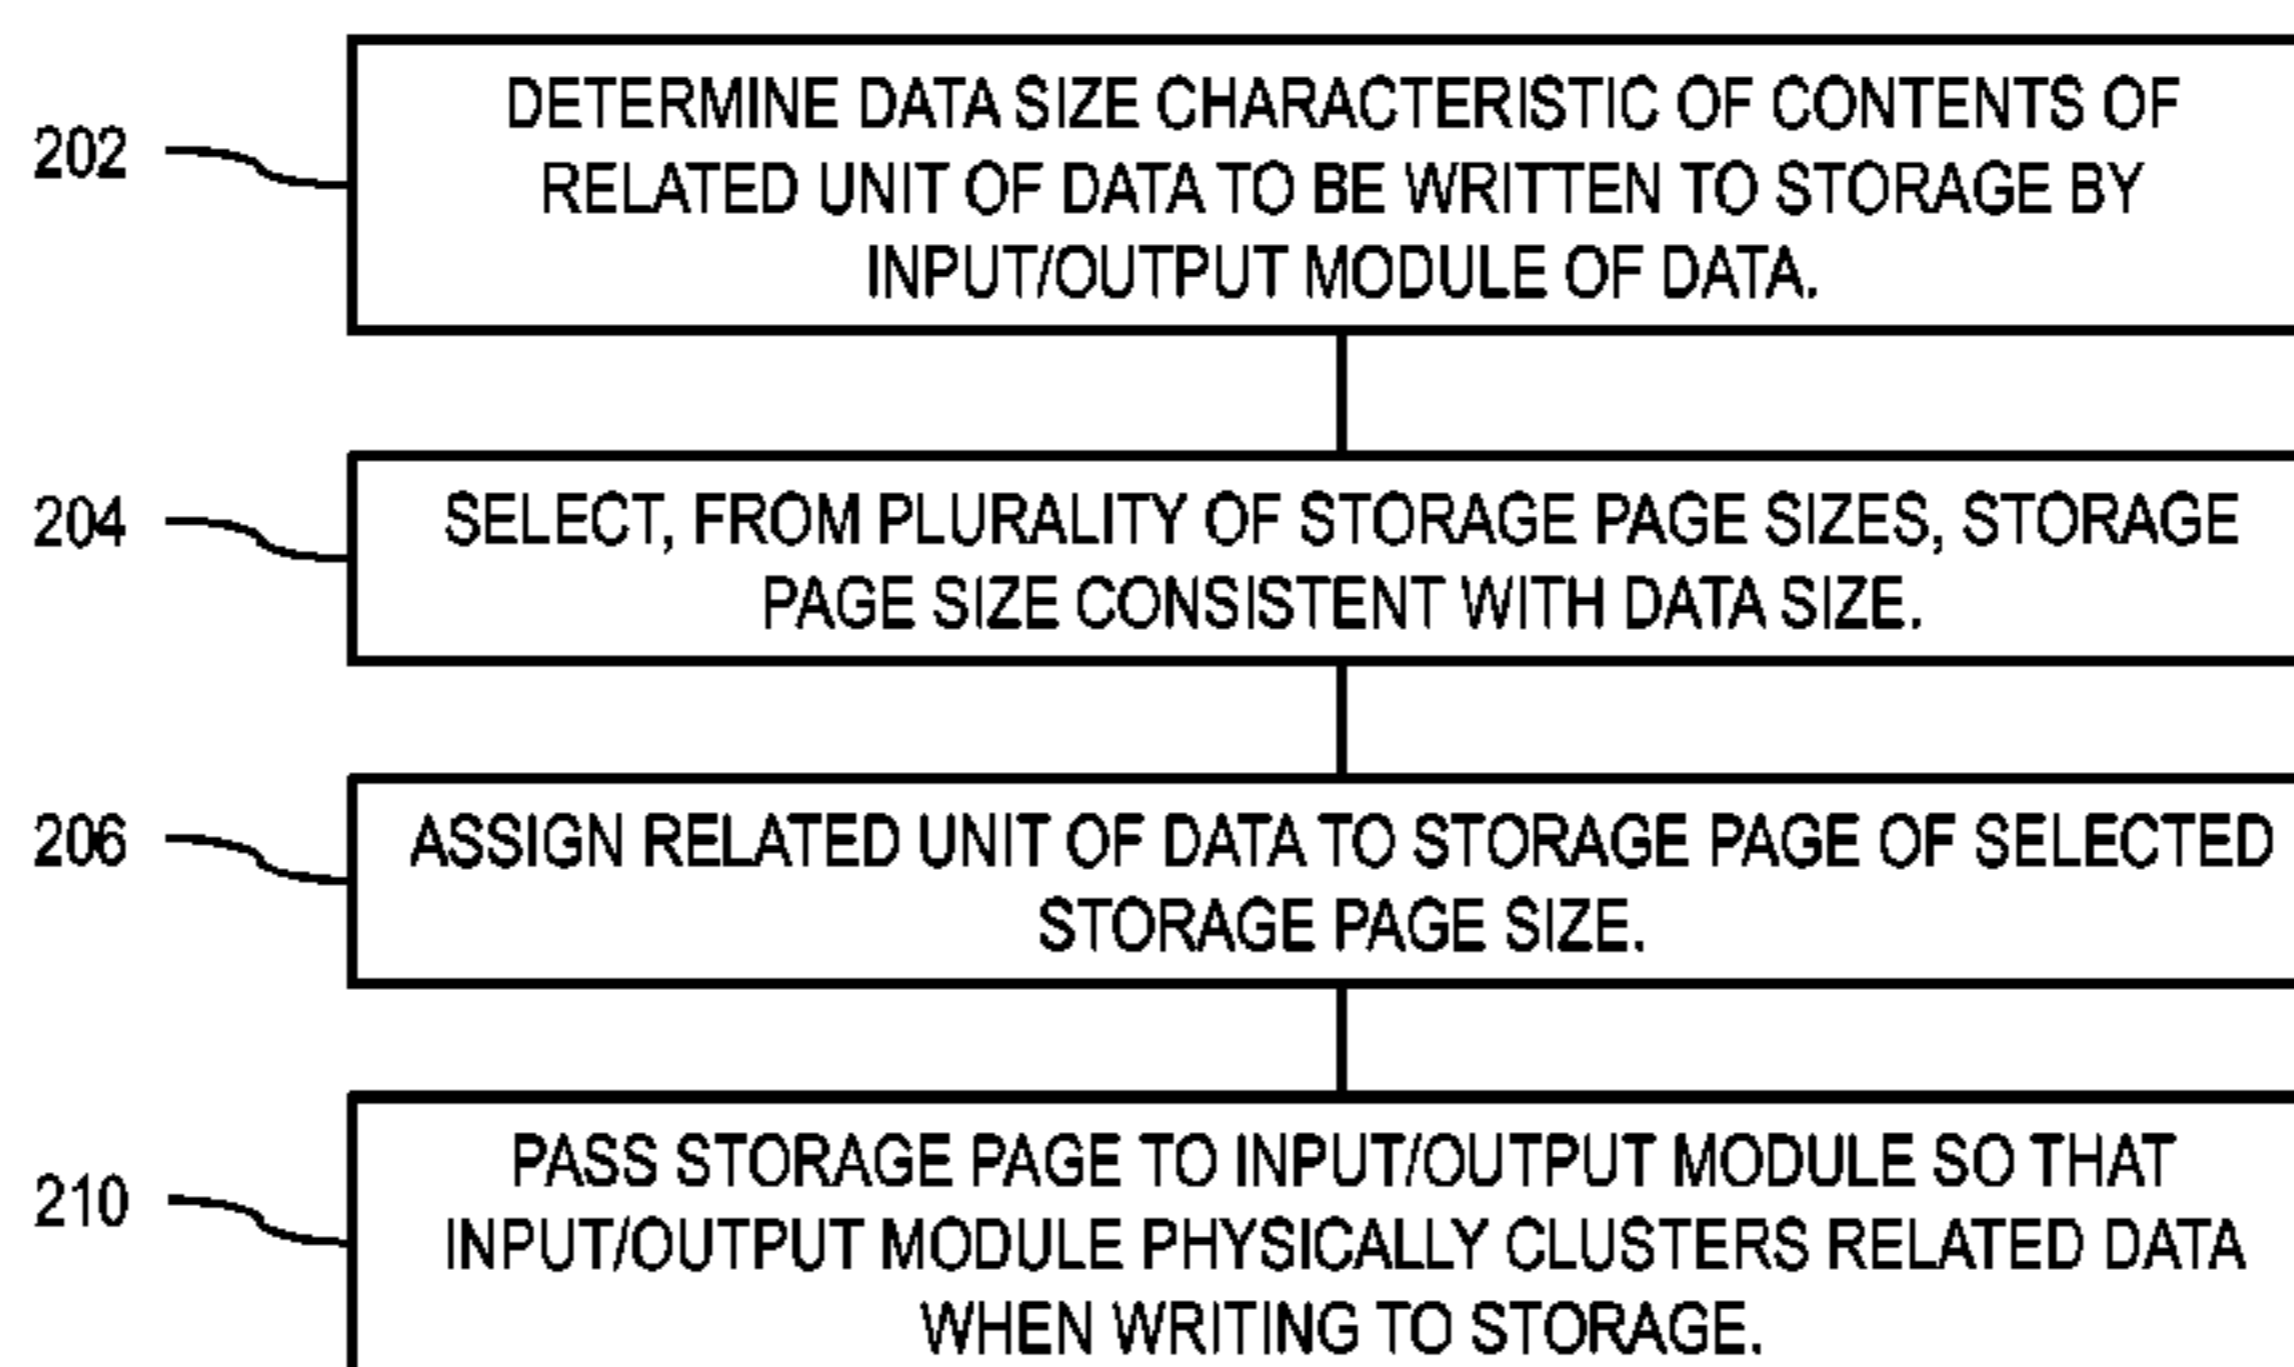 202
DETERMINE DATA SIZE CHARACTERISTIC OF CONTENTS OF
RELATED UNIT OF DATA TO BE WRITTEN TO STORAGE BY
INPUT/OUTPUT MODULE OF DATA.
204
SELECT, FROM PLURALITY OF STORAGE PAGE SIZES, STORAGE
PAGE SIZE CONSISTENT WITH DATA SIZE.
206
ASSIGN RELATED UNIT OF DATA TO STORAGE PAGE OF SELECTED
STORAGE PAGE SIZE.
210
PASS STORAGE PAGE TO INPUT/OUTPUT MODULE SO THAT
INPUT/OUTPUT MODULE PHYSICALLY CLUSTERS RELATED DATA
WHEN WRITING TO STORAGE.